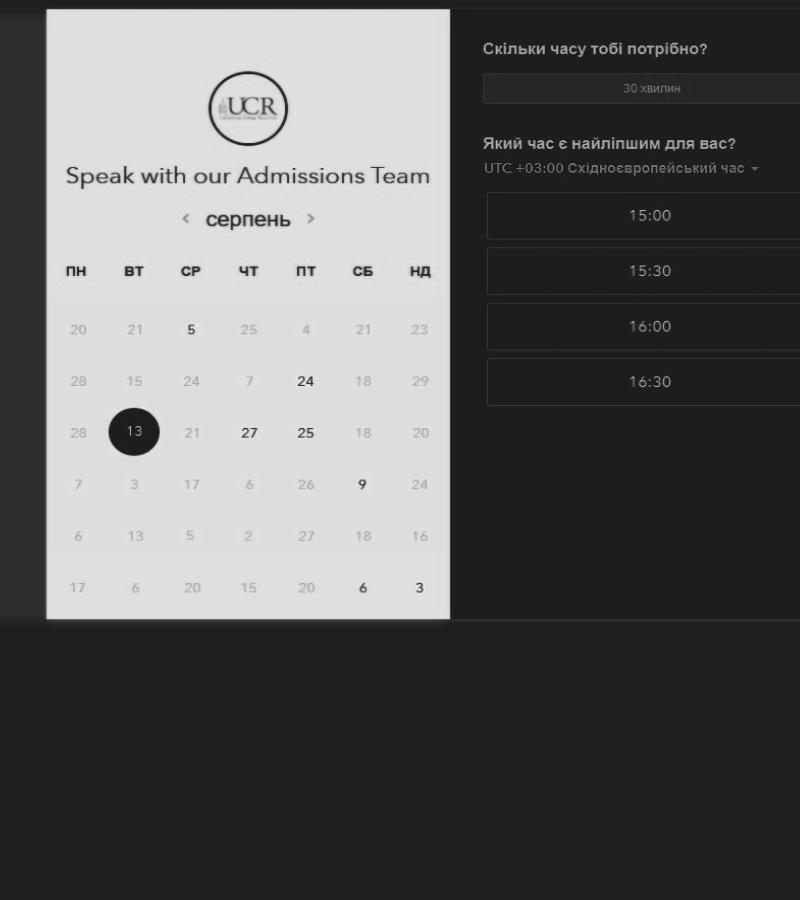 UCR
Speak with our Admissions Team
серпень
ПН ВТ СР ЧТ ПТ СБ НД
20 21 5 25 4 21 23
28 15 24 7 24 18 29
28 13 21 27 25 18 20
7 3 17 6 26 9 24
6 13 5 2 27 18 16
17 6 20 15 20 6 3
Скільки часу тобі потрібно?
30 хвилин
Який час є найліпшим для вас?
UTC +03:00 Східноєвропейський час
15:00
15:30
16:00
16:30